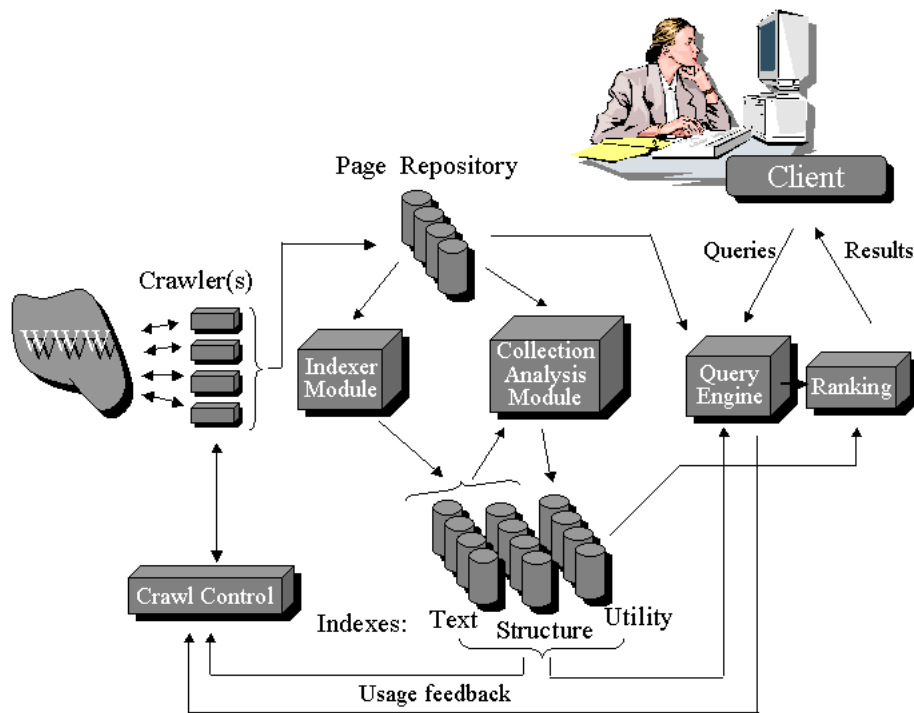 Client
Page Repository
Queries
Results
Crawler(s)
WWW
Indexer
Module
Collection
Analysis
Module
Query
Engine
Ranking
Crawl Control
Indexes:
Text
Structure
Utility
Usage feedback